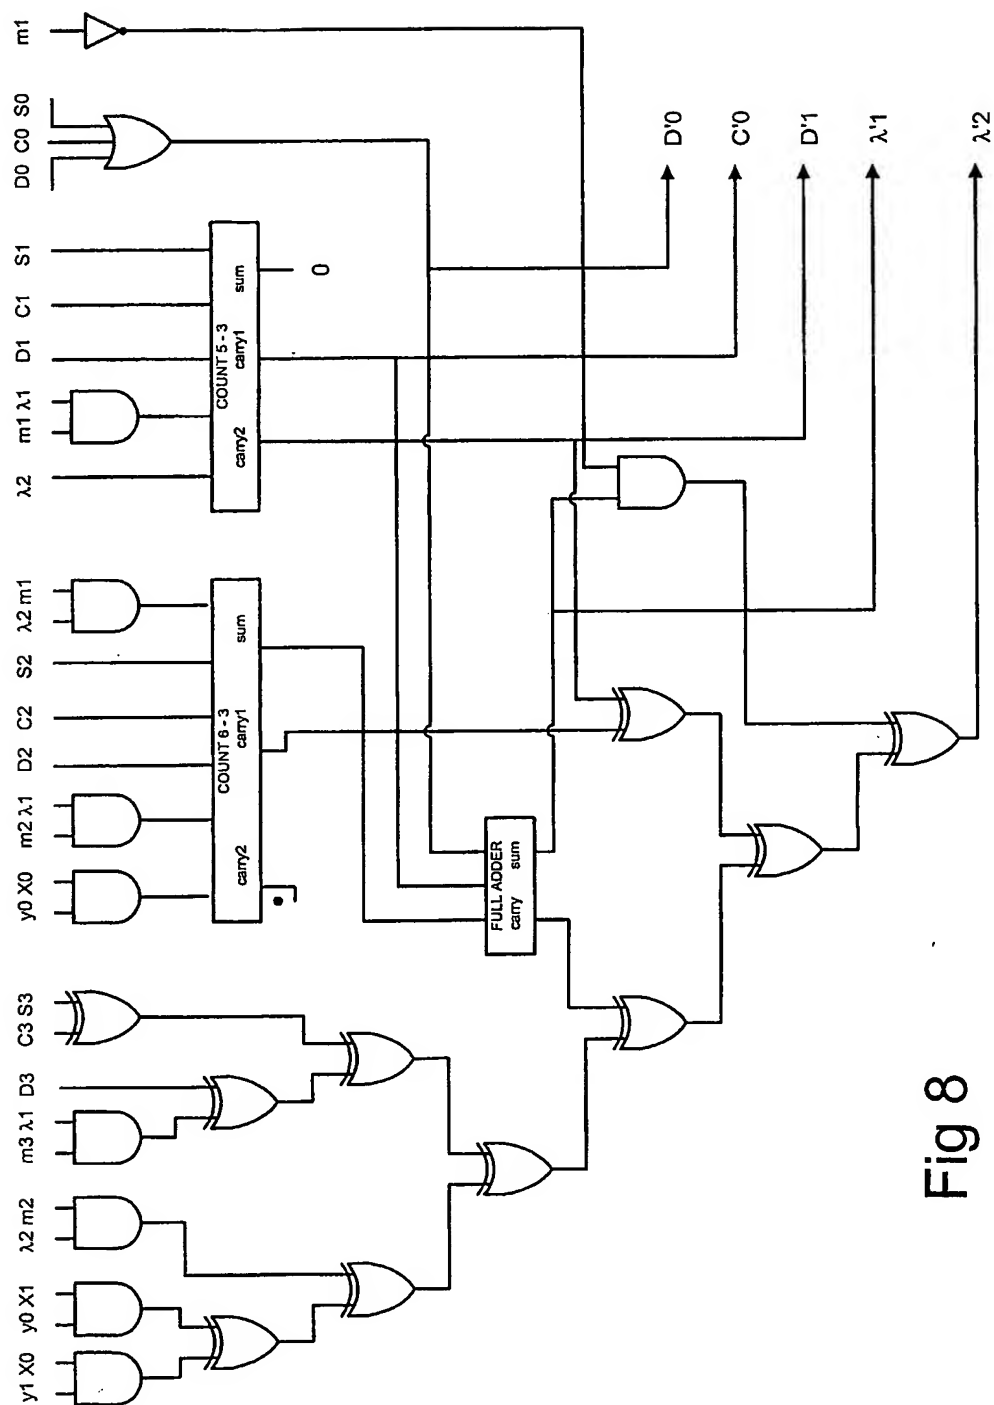 y1 X0
y0 X1
λ2 m2
m3 λ1
D3
C3 S3
y0 X0
m2 λ1
D2
C2
S2
λ2 m1
λ2
m1 λ1
D1
C1
S1
D0 C0 S0
m1
COUNT 6 - 3
carry2
carry1
sum
COUNT 5 - 3
carry2
carry1
sum
0
FULL ADDER
carry
sum
D'0
C'0
D'1
λ'1
λ'2
Fig 8